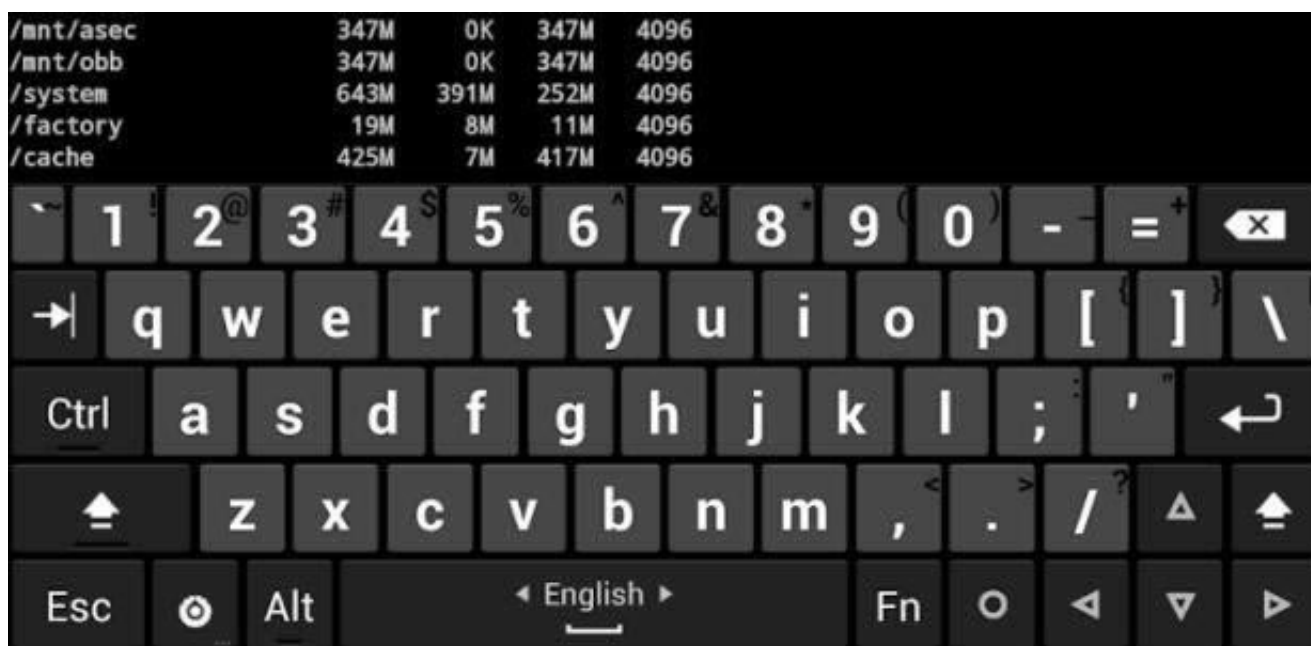 /mnt/asec 347M 0K 347M 4096
/mnt/obb 347M 0K 347M 4096
/system 643M 391M 252M 4096
/factory 19M 8M 11M 4096
/cache 425M 7M 417M 4096
` ~ 1 ! 2 @ 3 # 4 $ 5 % 6 ^ 7 & 8 * 9 ( 0 ) - _ = +
q w e r t y u i o p [ { ] } \
Ctrl a s d f g h j k l ; : ' "
z x c v b n m , < . > / ?
Esc Alt English Fn